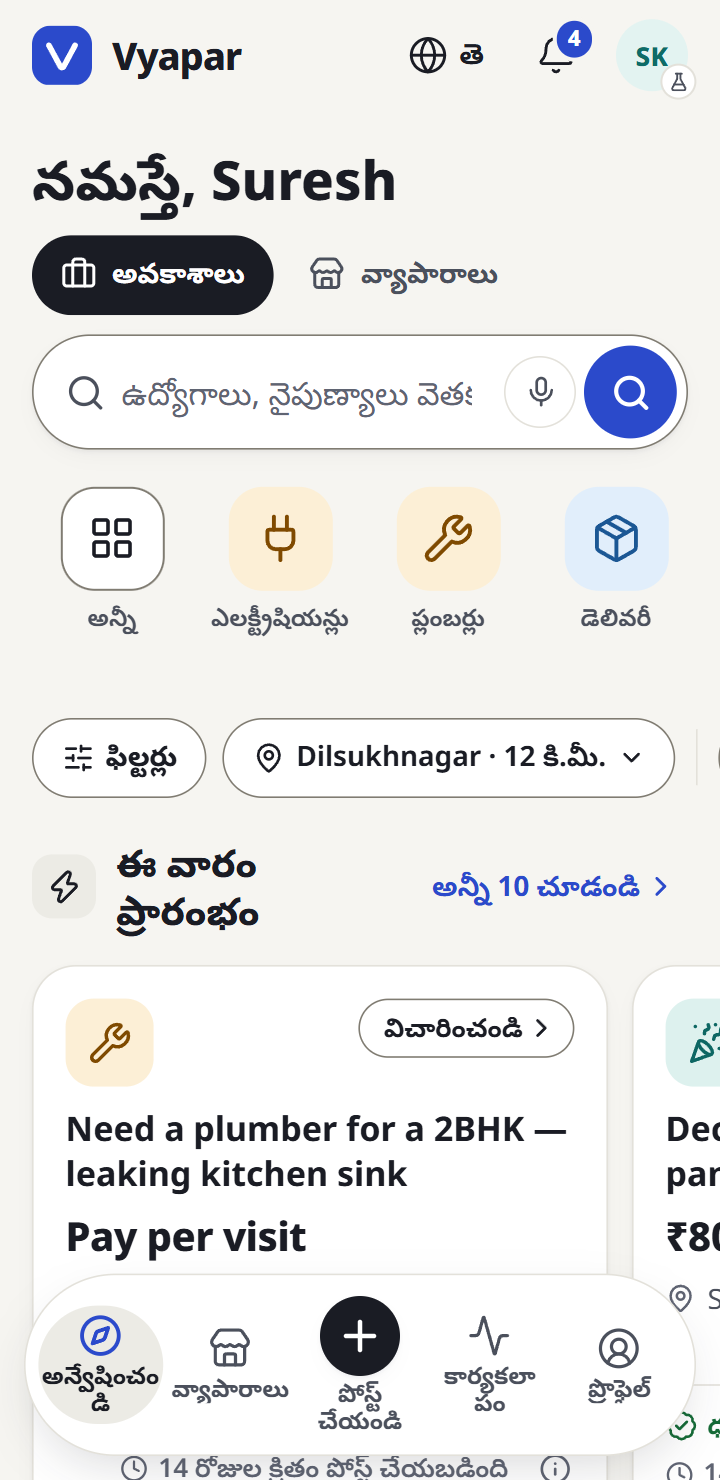 Vyapar
తె
4
SK
నమస్తే, Suresh
అవకాశాలు
వ్యాపారాలు
ఉద్యోగాలు, నైపుణ్యాలు
అన్నీ
ఎలక్ట్రీషియన్లు
ప్లంబర్లు
డెలివరీ
ఫిల్టర్లు
Dilsukhnagar · 12 కి.మీ.
ఈ వారం
ప్రారంభం
అన్నీ 10 చూడండి
విచారించండి
Need a plumber for a 2BHK —
leaking kitchen sink
Pay per visit
అన్వేషించం
డి
వ్యాపారాలు
పోస్ట్
చేయండి
కార్యకలా
పం
ప్రొఫైల్
14 రోజుల క్రితం పోస్ట్ చేయబడింది